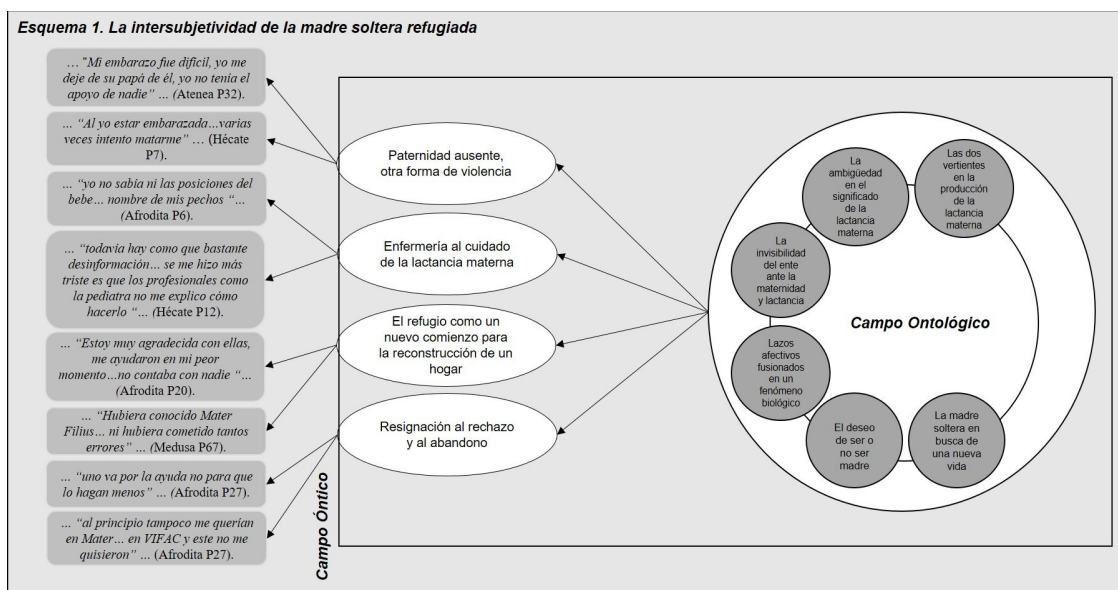 Esquema 1. La intersubjetividad de la madre soltera refugiada
… "Mi embarazo fue difícil, yo me
deje de su papá de él, yo no tenía el
apoyo de nadie" … (Atenea P32).
… “Al yo estar embarazada…varias
veces intento matarme” … (Hécate
P7).
… “yo no sabía ni las posiciones del
bebe… nombre de mis pechos “…
(Afrodita P6).
… “todavía hay como que bastante
desinformación… se me hizo más
triste es que los profesionales como
la pediatra no me explico cómo
hacerlo “… (Hécate P12).
… “Estoy muy agradecida con ellas,
me ayudaron en mi peor
momento…no contaba con nadie “…
(Afrodita P20).
… “Hubiera conocido Mater
Filius… ni hubiera cometido tantos
errores” … (Medusa P67).
… “uno va por la ayuda no para que
lo hagan menos” … (Afrodita P27).
… “al principio tampoco me querían
en Mater… en VIFAC y este no me
quisieron” … (Afrodita P27).
Campo Óntico
Paternidad ausente,
otra forma de violencia
Enfermería al cuidado
de la lactancia materna
El refugio como un
nuevo comienzo para
la reconstrucción de un
hogar
Resignación al rechazo
y al abandono
La
ambigüedad
en el
significado
de la
lactancia
materna
Las dos
vertientes
en la
producción
de la
lactancia
materna
La
invisibilidad
del ente
ante la
maternidad
y lactancia
Campo Ontológico
Lazos
afectivos
fusionados
en un
fenómeno
biológico
El deseo
de ser o
no ser
madre
La madre
soltera en
busca de
una nueva
vida